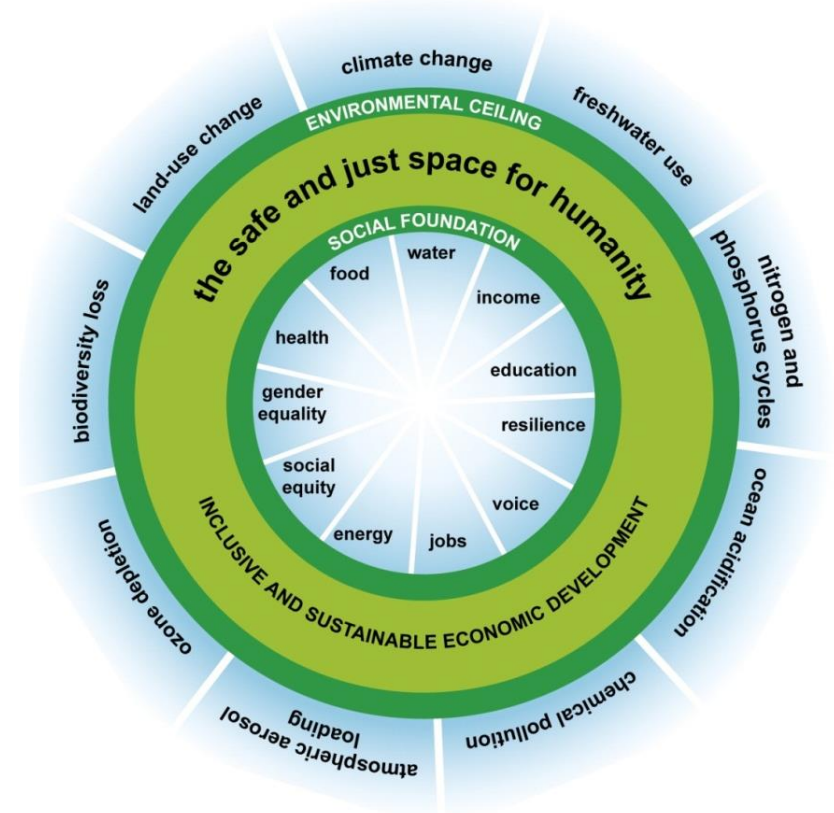 climate change
freshwater use
nitrogen and
phosphorus cycles
ocean acidification
chemical pollution
atmospheric aerosol
loading
ozone depletion
biodiversity loss
land-use change
ENVIRONMENTAL CEILING
the safe and just space for humanity
SOCIAL FOUNDATION
water
income
education
resilience
voice
jobs
energy
social
equity
gender
equality
health
food
INCLUSIVE AND SUSTAINABLE ECONOMIC DEVELOPMENT